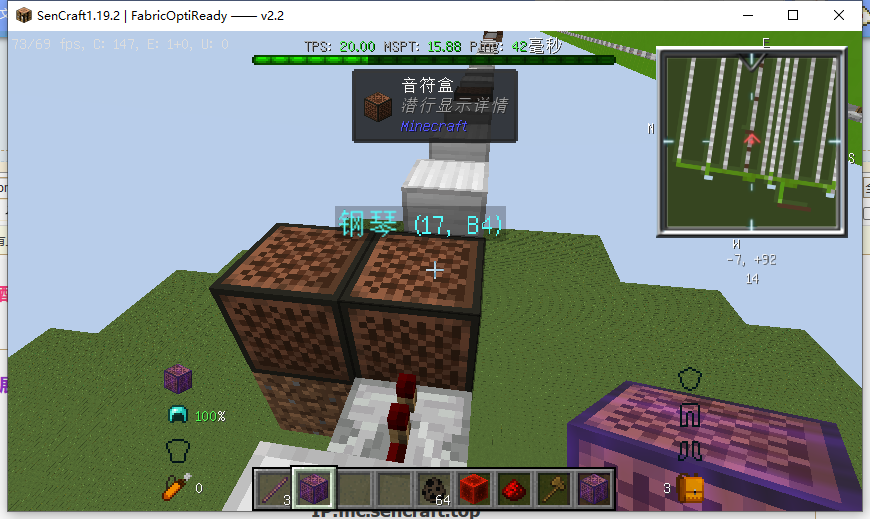 SenCraft1.19.2 | FabricOptiReady —— v2.2
73/69 fps, C: 147, E: 1+0, U: 0
TPS: 20.00 MSPT: 15.88 Ping: 42毫秒
音符盒
潜行显示详情
Minecraft
钢琴 (17, B4)
E
N
S
W
-7, +92
14
100%
0
3
64
3
IP:mc.sencraft.top